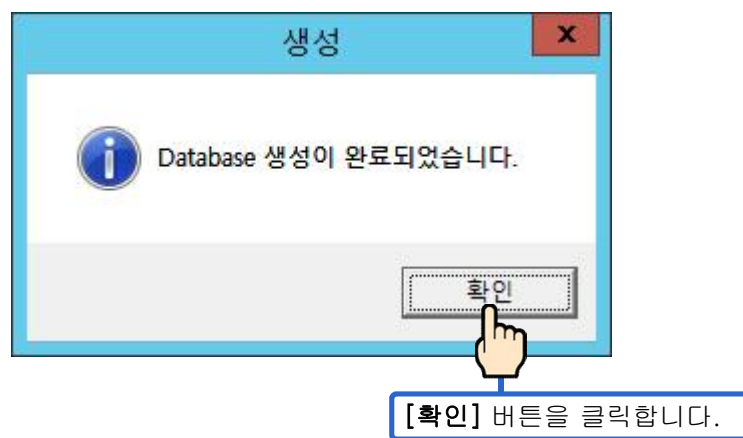 생성
x
Database 생성이 완료되었습니다.
확인
[확인] 버튼을 클릭합니다.